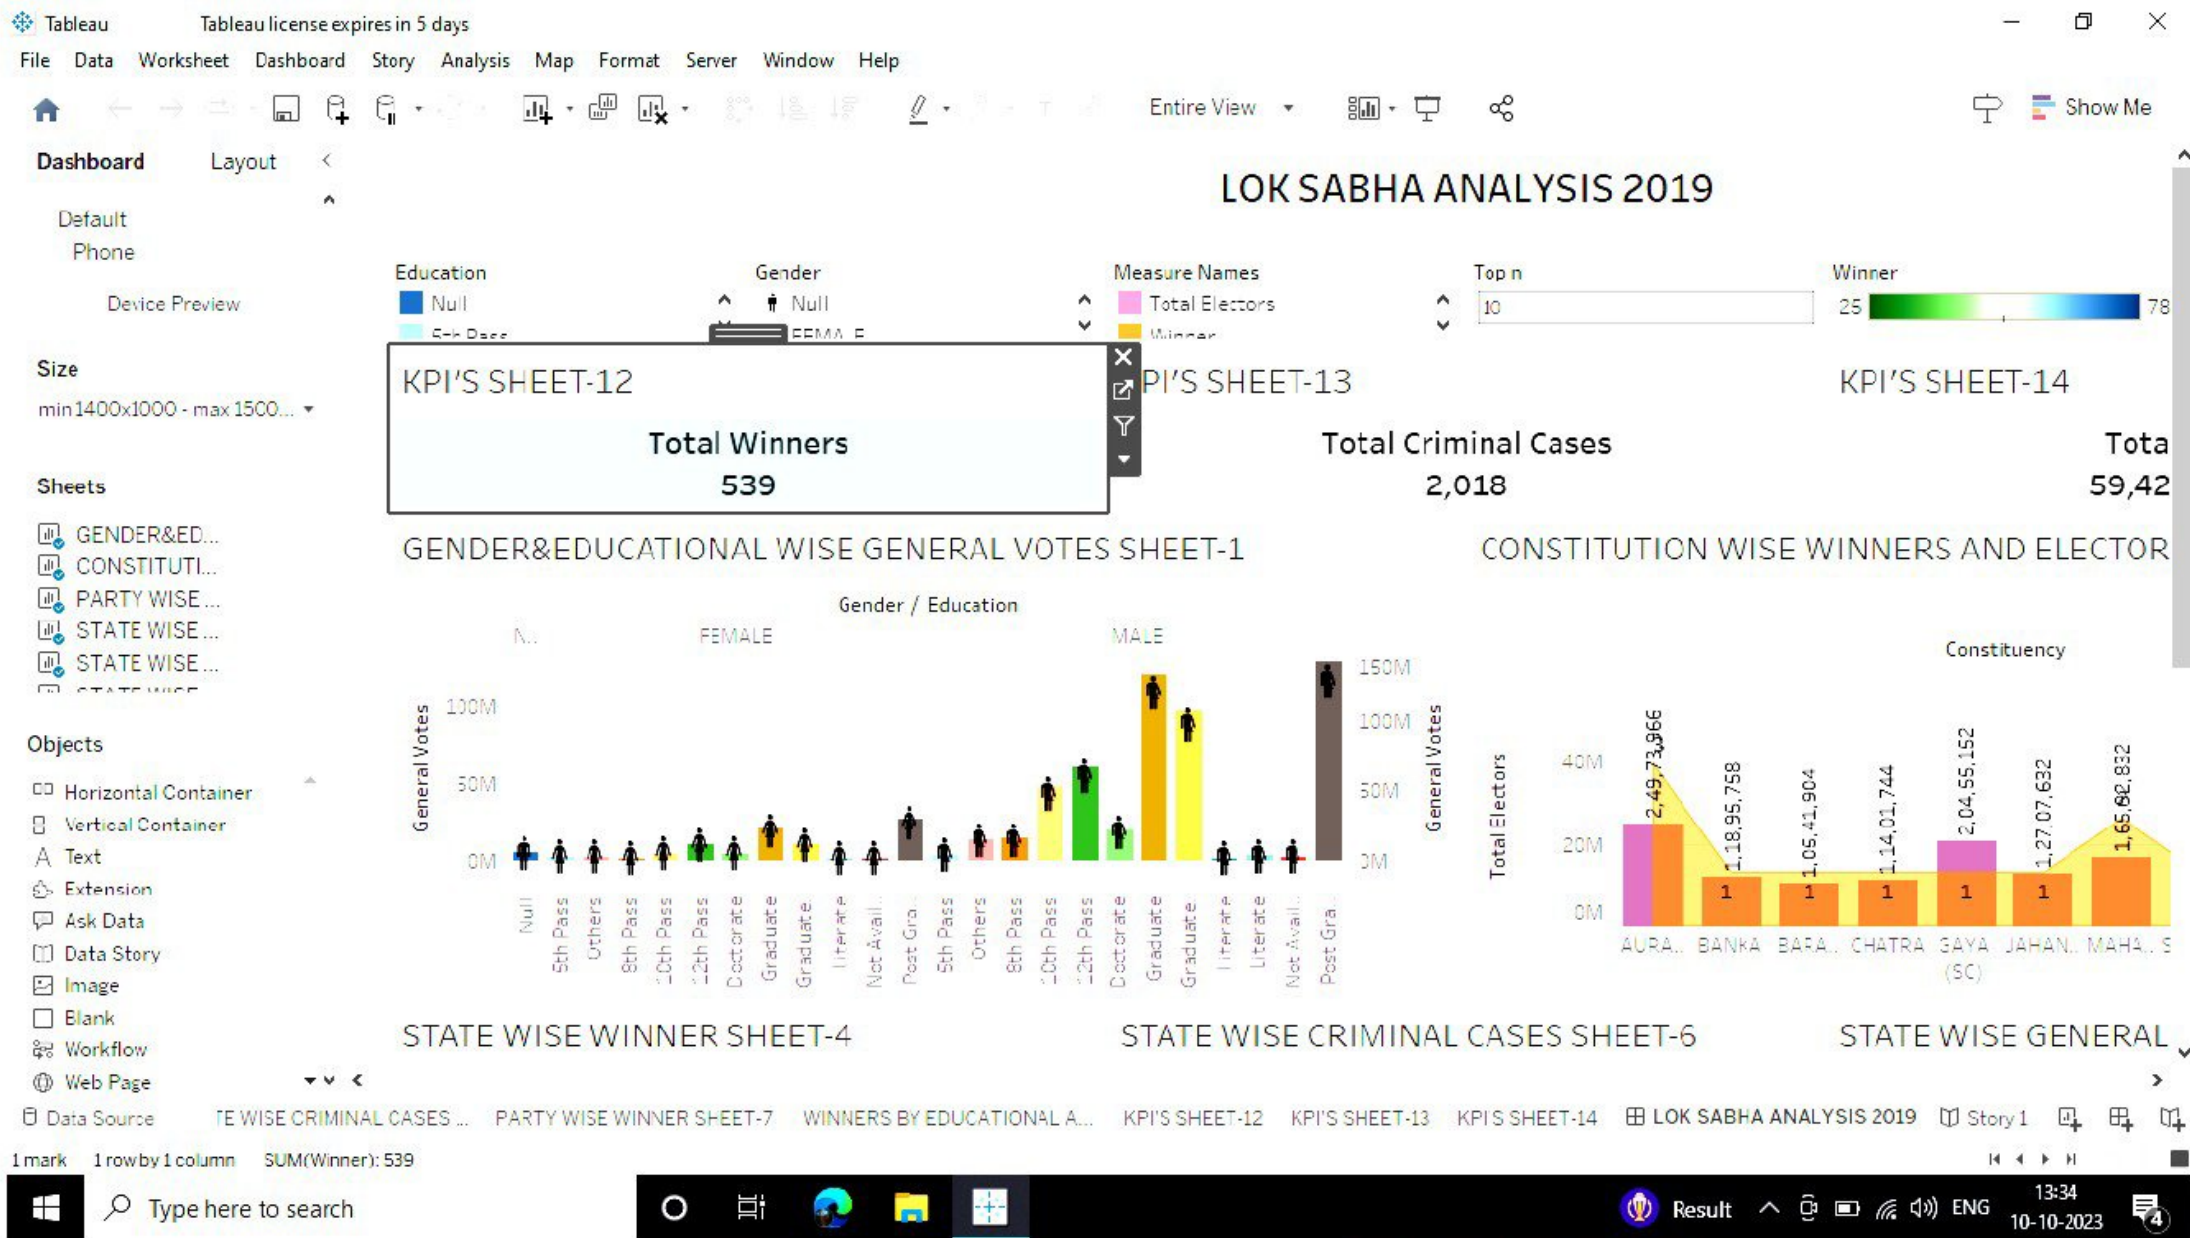 Tableau
Tableau license expires in 5 days
File Data Worksheet Dashboard Story Analysis Map Format Server Window Help
Entire View
Show Me
Dashboard
Layout
Default
Phone
Device Preview
Size
min 1400x1000 - max 1500...
Sheets
GENDER&ED...
CONSTITUTI...
PARTY WISE ...
STATE WISE ...
STATE WISE ...
STATE WISE
Objects
Horizontal Container
Vertical Container
Text
Extension
Ask Data
Data Story
Image
Blank
Workflow
Web Page
LOK SABHA ANALYSIS 2019
Education
Null
5th Pass
Gender
Null
FEMALE
Measure Names
Total Electors
Winner
Top n
10
Winner
25
78
KPI'S SHEET-12
Total Winners
539
PI'S SHEET-13
Total Criminal Cases
2,018
KPI'S SHEET-14
Tota
59,42
GENDER&EDUCATIONAL WISE GENERAL VOTES SHEET-1
Gender / Education
N..
FEMALE
MALE
General Votes
100M
50M
0M
150M
100M
50M
0M
General Votes
Null
5th Pass
Others
8th Pass
10th Pass
12th Pass
Doctorate
Graduate
Graduate..
Literate
Not Avail..
Post Gra..
5th Pass
Others
8th Pass
10th Pass
12th Pass
Doctorate
Graduate
Graduate..
Literate
Not Avail..
Post Gra..
CONSTITUTION WISE WINNERS AND ELECTOR
Constituency
Total Electors
40M
20M
0M
2,49,73,966
1,18,95,758
1,05,41,904
1,14,01,744
2,04,55,152
1,27,07,632
1 1 1 1 1
AURA.. BANKA BARA.. CHATRA GAYA JAHAN.. MAHA.. S
(SC)
STATE WISE WINNER SHEET-4
STATE WISE CRIMINAL CASES SHEET-6
STATE WISE GENERAL
Data Source
TE WISE CRIMINAL CASES ...
PARTY WISE WINNER SHEET-7
WINNERS BY EDUCATIONAL A...
KPI'S SHEET-12
KPI'S SHEET-13
KPI'S SHEET-14
LOK SABHA ANALYSIS 2019
Story 1
1 mark
1 row by 1 column
SUM(Winner): 539
Type here to search
Result
ENG
13:34
10-10-2023
4